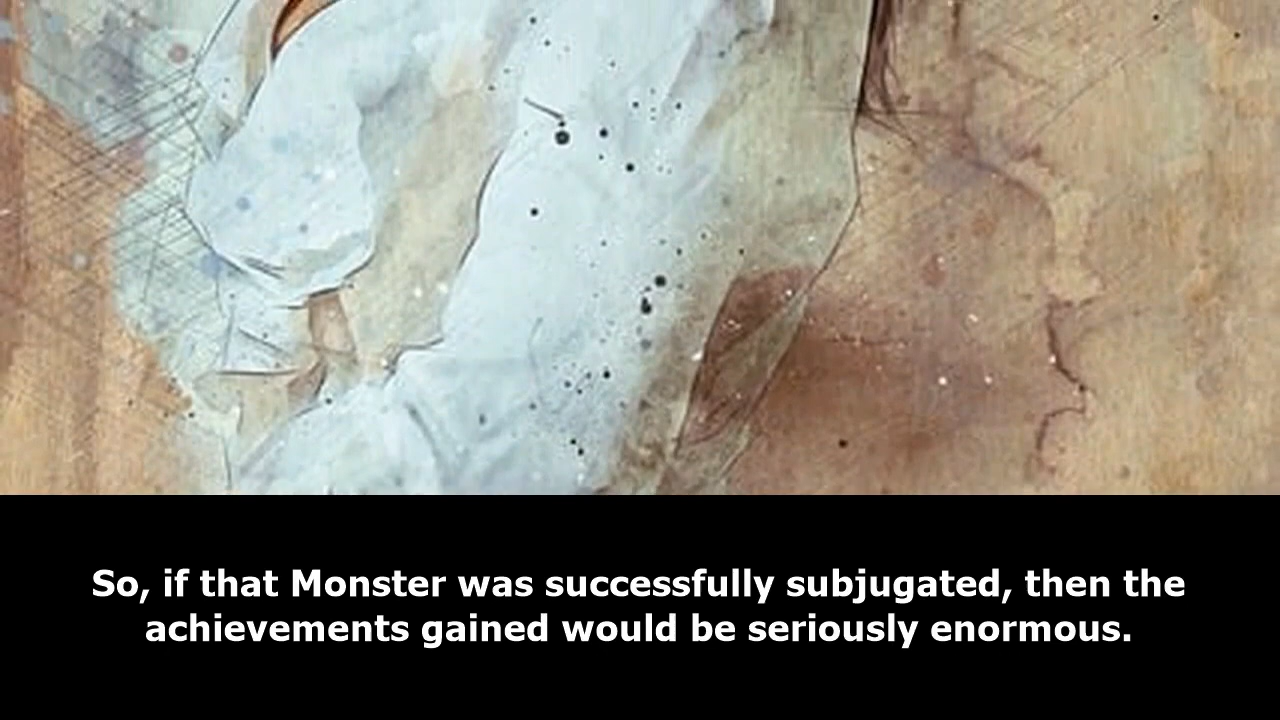 So, if that Monster was successfully subjugated, then the
achievements gained would be seriously enormous.